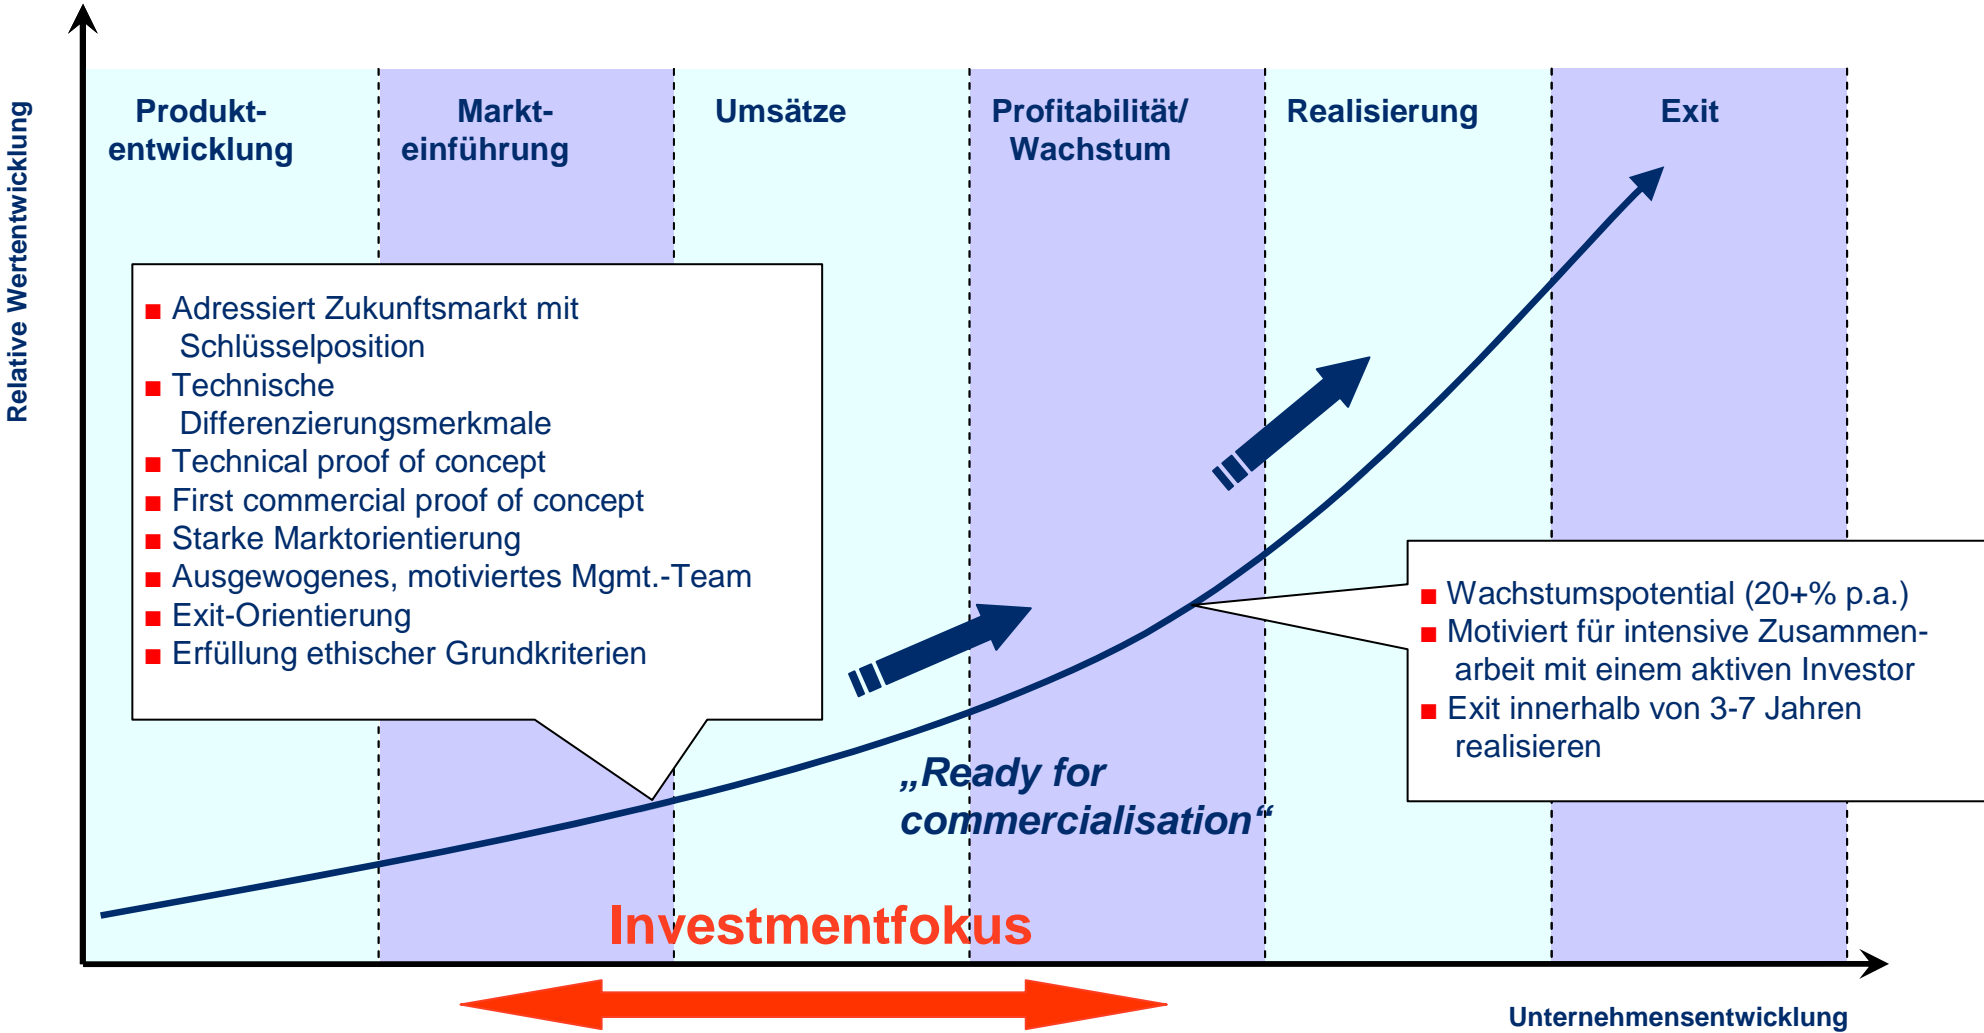 Relative Wertentwicklung
Produkt-
entwicklung
Markt-
einführung
Umsätze
Profitabilität/
Wachstum
Realisierung
Exit
Adressiert Zukunftsmarkt mit
Schlüsselposition
Technische
Differenzierungsmerkmale
Technical proof of concept
First commercial proof of concept
Starke Marktorientierung
Ausgewogenes, motiviertes Mgmt.-Team
Exit-Orientierung
Erfüllung ethischer Grundkriterien
Wachstumspotential (20+% p.a.)
Motiviert für intensive Zusammen-
arbeit mit einem aktiven Investor
Exit innerhalb von 3-7 Jahren
realisieren
„Ready for
commercialisation“
Investmentfokus
Unternehmensentwicklung